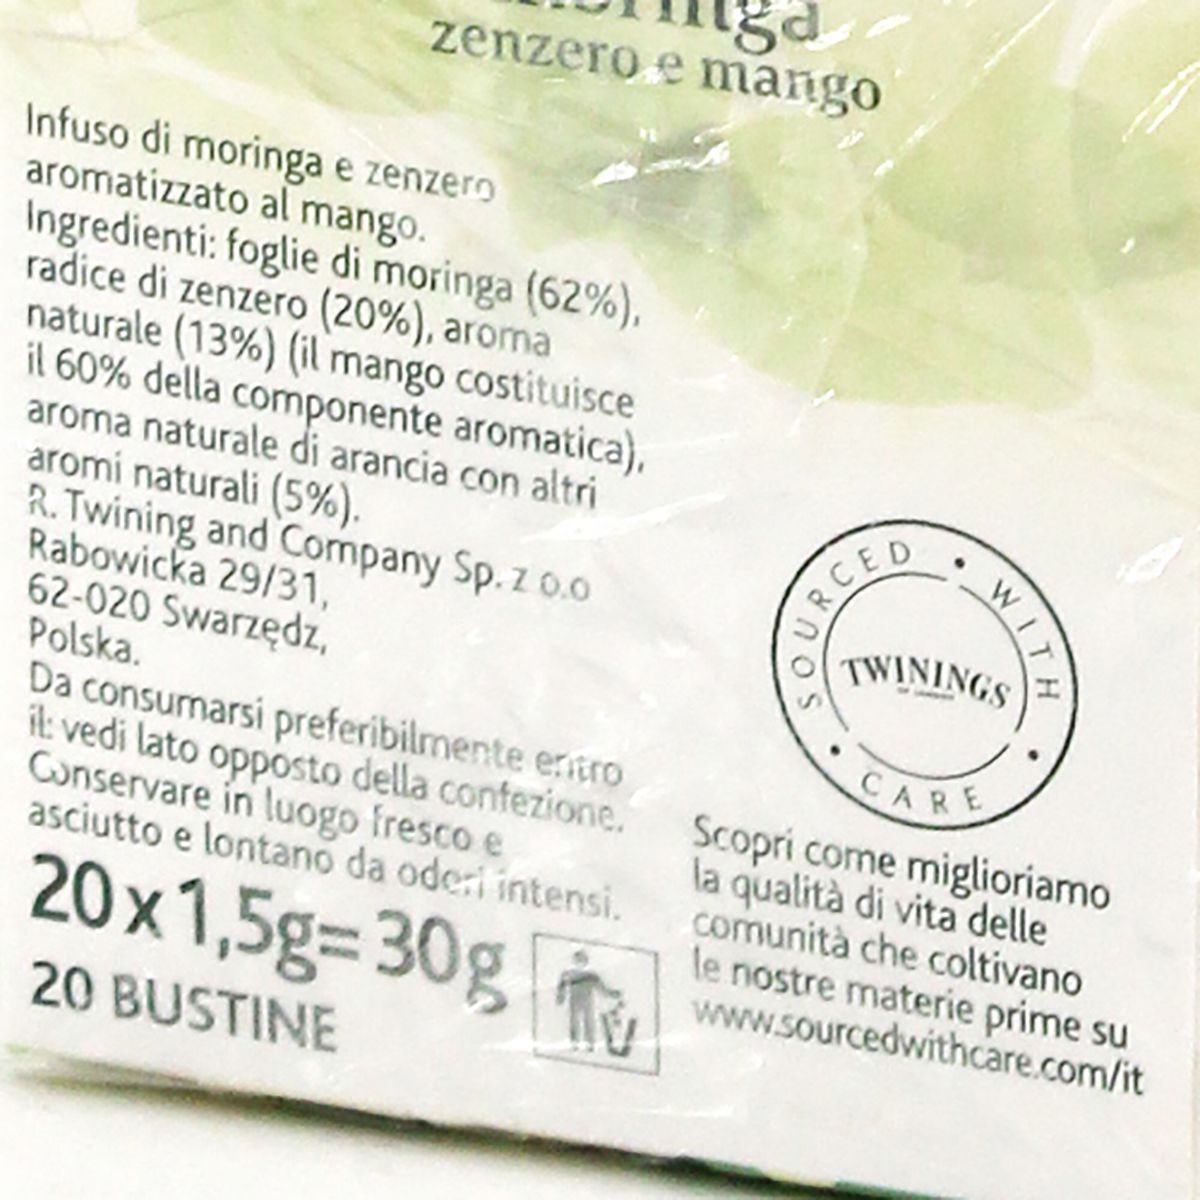 zenzero e mango
Infuso di moringa e zenzero
aromatizzato al mango.
Ingredienti: foglie di moringa (62%),
radice di zenzero (20%), aroma
naturale (13%) (il mango costituisce
il 60% della componente aromatica),
aroma naturale di arancia con altri
aromi naturali (5%).
R. Twining and Company Sp. z o.o
Rabowicka 29/31,
62-020 Swarzędz,
Polska.
Da consumarsi preferibilmente entro
il: vedi lato opposto della confezione.
Conservare in luogo fresco e
asciutto e lontano da odori intensi.
20 x 1,5g= 30g
20 BUSTINE
SOURCED • WITH • CARE •
TWININGS
Scopri come miglioriamo
la qualità di vita delle
comunità che coltivano
le nostre materie prime su
www.sourcedwithcare.com/it